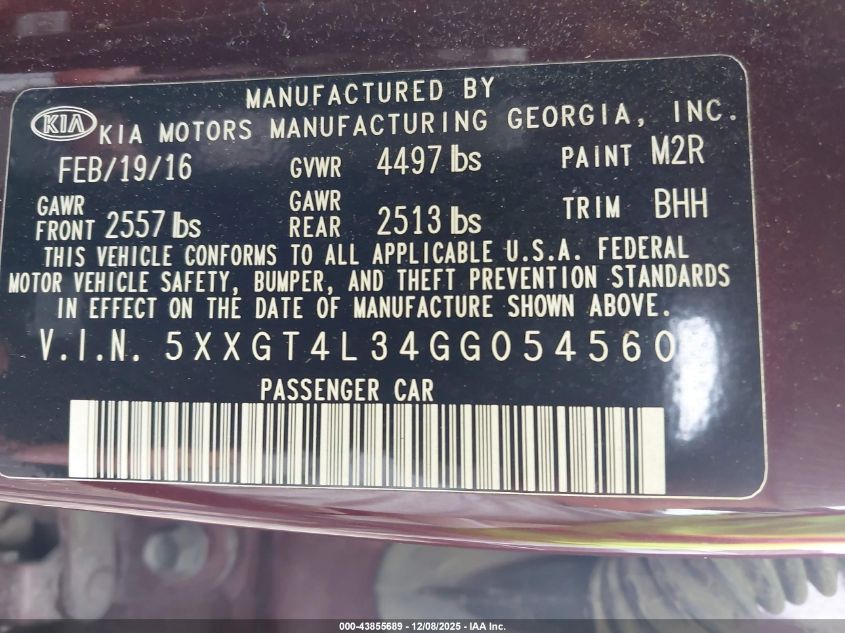 MANUFACTURED BY
KIA KIA MOTORS MANUFACTURING GEORGIA, INC.
FEB/19/16 GVWR 4497 lbs PAINT M2R
GAWR FRONT 2557 lbs GAWR REAR 2513 lbs TRIM BHH
THIS VEHICLE CONFORMS TO ALL APPLICABLE U.S.A. FEDERAL
MOTOR VEHICLE SAFETY, BUMPER, AND THEFT PREVENTION STANDARDS
IN EFFECT ON THE DATE OF MANUFACTURE SHOWN ABOVE.
V.I.N. 5XXGT4L34GG054560
PASSENGER CAR
000-43855689 - 12/08/2025 - IAA Inc.